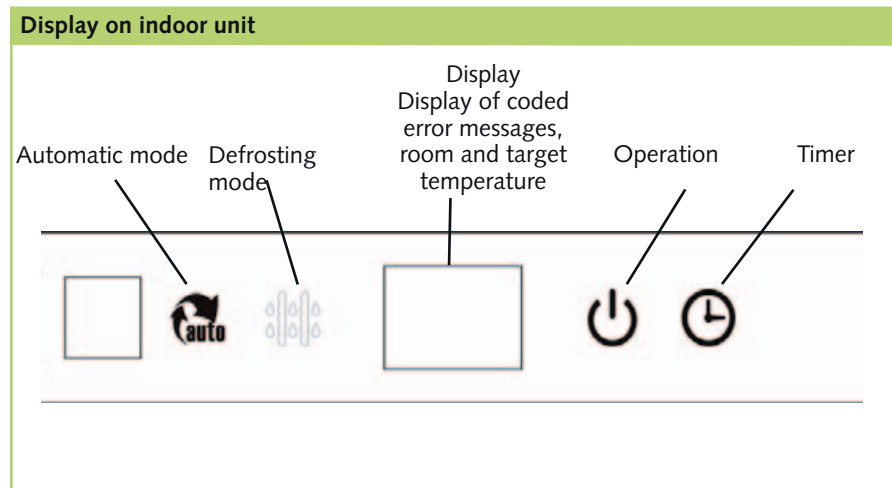 Display on indoor unit
Display
Display of coded
error messages,
room and target
temperature
Automatic mode
Defrosting
mode
Operation
Timer
auto